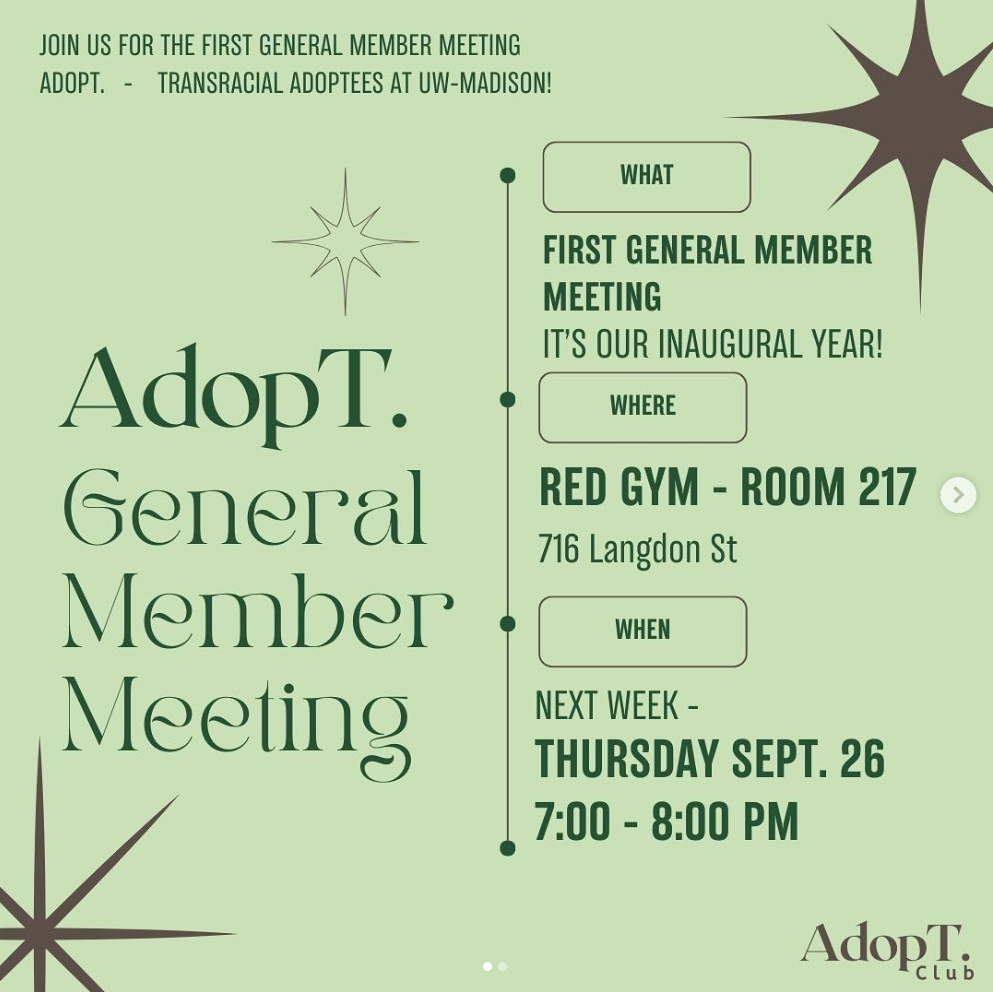 JOIN US FOR THE FIRST GENERAL MEMBER MEETING
ADOPT. - TRANSRACIAL ADOPTEES AT UW-MADISON!
AdopT.
General
Member
Meeting
WHAT
FIRST GENERAL MEMBER
MEETING
IT'S OUR INAUGURAL YEAR!
WHERE
RED GYM - ROOM 217
716 Langdon St
WHEN
NEXT WEEK -
THURSDAY SEPT. 26
7:00 - 8:00 PM
AdopT.
Club